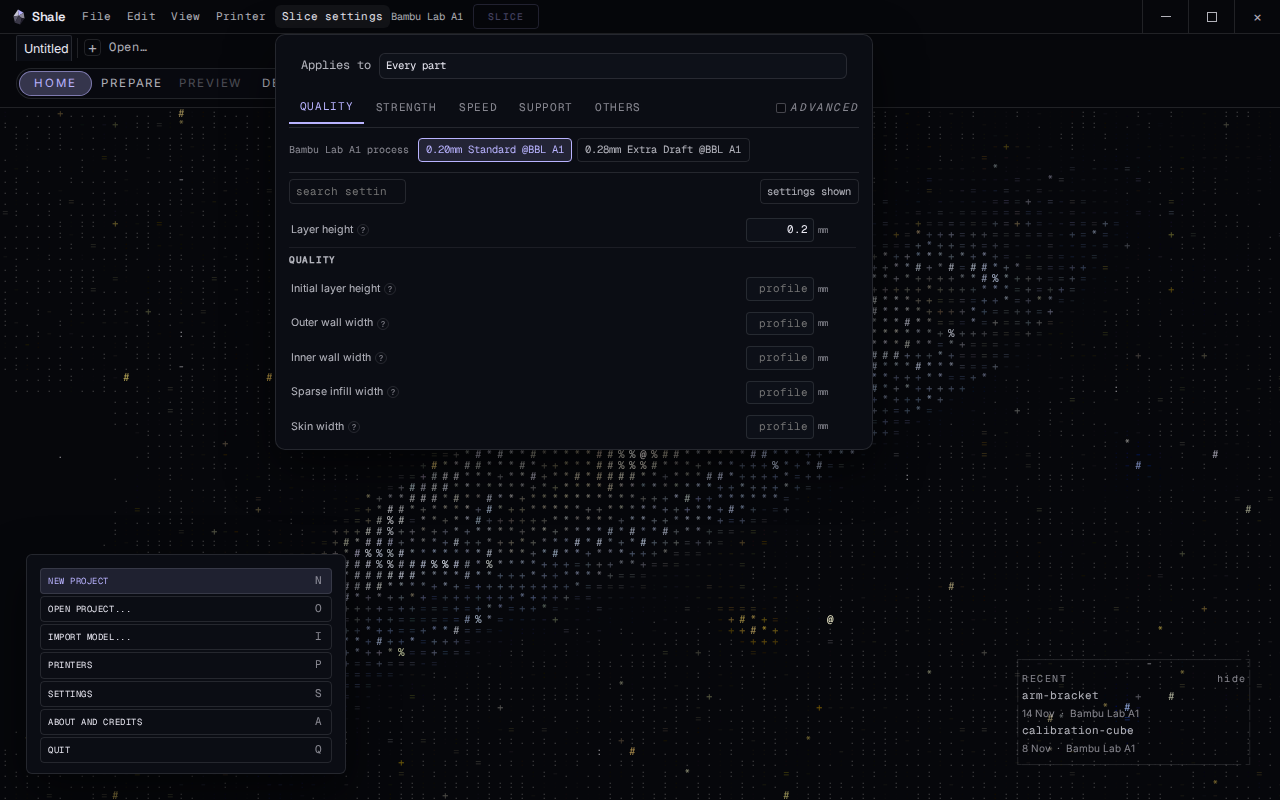 Shale File Edit View Printer Slice settings Bambu Lab A1 SLICE
Untitled + Open…
HOME PREPARE PREVIEW
Applies to Every part
QUALITY STRENGTH SPEED SUPPORT OTHERS ADVANCED
Bambu Lab A1 process 0.20mm Standard @BBL A1 0.28mm Extra Draft @BBL A1
search settin settings shown
Layer height ? 0.2 mm
QUALITY
Initial layer height ? profile mm
Outer wall width ? profile mm
Inner wall width ? profile mm
Sparse infill width ? profile mm
Skin width ? profile mm
NEW PROJECT N
OPEN PROJECT... O
IMPORT MODEL... I
PRINTERS P
SETTINGS S
ABOUT AND CREDITS A
QUIT Q
RECENT hide
arm-bracket
14 Nov · Bambu Lab A1
calibration-cube
8 Nov · Bambu Lab A1